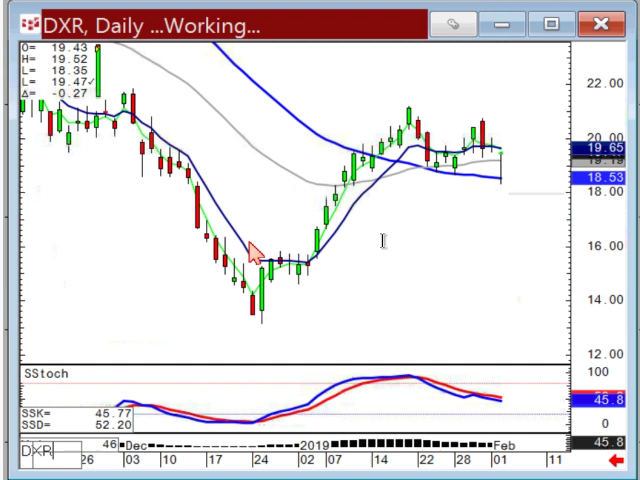 DXR, Daily ...Working...
O= 19.43
H= 19.52
L= 18.35
L= 19.47✓
Δ= -0.27
22.00
20.00
19.65
19.19
18.53
18.00
16.00
14.00
12.00
SStoch
100
45.8
0
SSK= 45.77
SSD= 52.20
46 Dec 2019 Feb 45.8
DXR 26 03 10 17 24 02 07 14 22 28 01 11